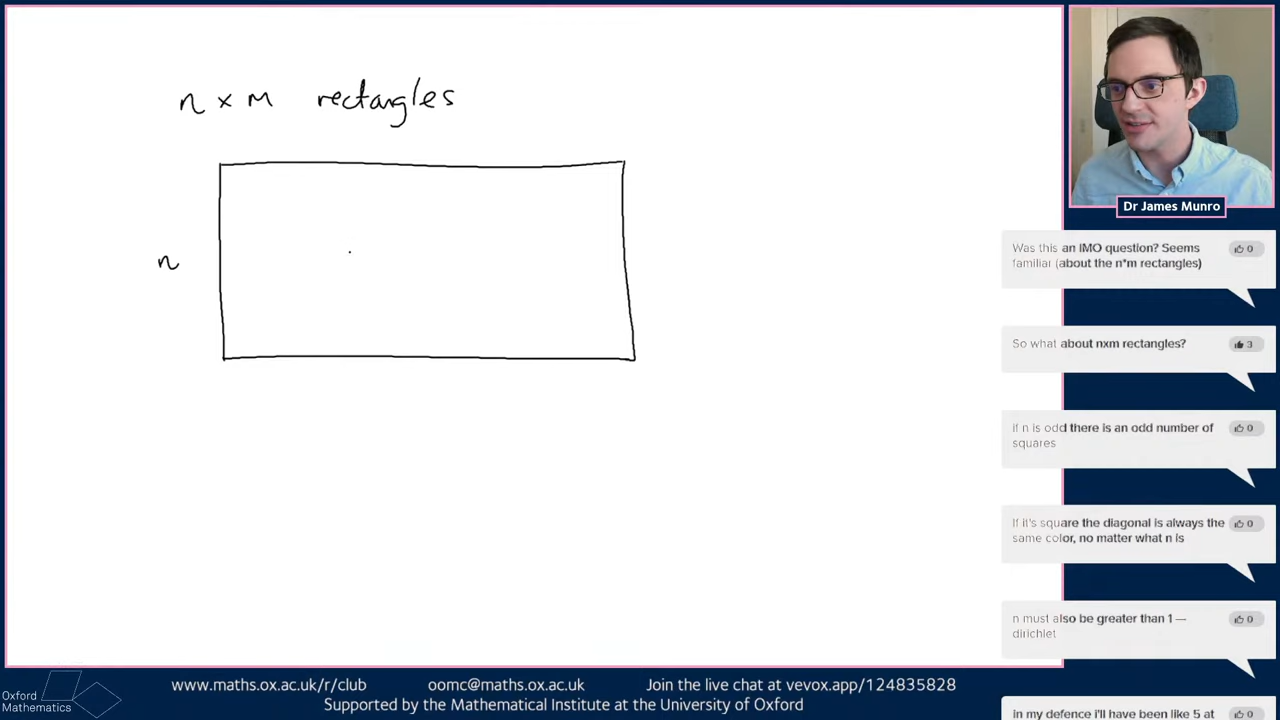 n × m rectangles
n
Dr James Munro
Was this an IMO question? Seems
familiar (about the n*m rectangles)
0
So what about nxm rectangles?
3
if n is odd there is an odd number of
squares
0
If it's square the diagonal is always the
same color, no matter what n is
0
n must also be greater than 1 —
dirichlet
0
in my defence i'll have been like 5 at
0
Oxford
Mathematics
www.maths.ox.ac.uk/r/club oomc@maths.ox.ac.uk Join the live chat at vevox.app/124835828
Supported by the Mathematical Institute at the University of Oxford